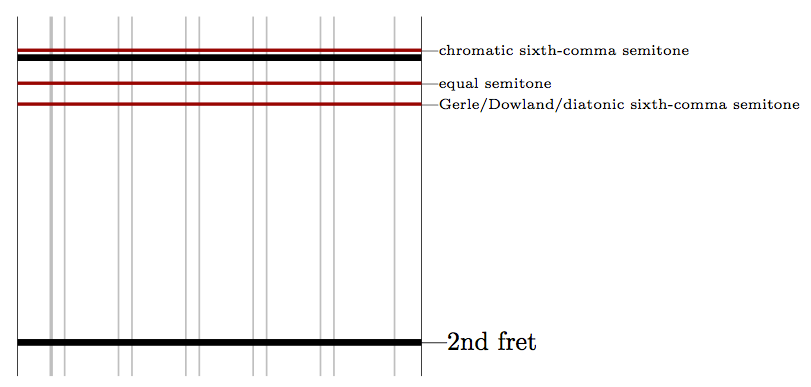 chromatic sixth-comma semitone
equal semitone
Gerle/Dowland/diatonic sixth-comma semitone
2nd fret